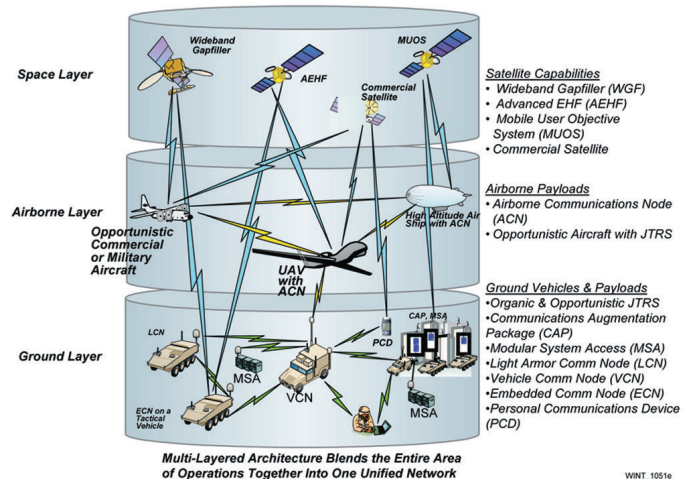 Wideband
Gapfiller
AEHF
MUOS
Commercial
Satellite
Space Layer
Satellite Capabilities
• Wideband Gapfiller (WGF)
• Advanced EHF (AEHF)
• Mobile User Objective
System (MUOS)
• Commercial Satellite
Airborne Layer
Opportunistic
Commercial
or Military
Aircraft
UAV
with
ACN
High Altitude Air
Ship with ACN
Airborne Payloads
• Airborne Communications Node
(ACN)
• Opportunistic Aircraft with JTRS
Ground Layer
LCN
MSA
ECN on a
Tactical
Vehicle
VCN
PCD
CAP, MSA
MSA
Ground Vehicles & Payloads
•Organic & Opportunistic JTRS
•Communications Augmentation
Package (CAP)
•Modular System Access (MSA)
•Light Armor Comm Node (LCN)
•Vehicle Comm Node (VCN)
•Embedded Comm Node (ECN)
•Personal Communications Device
(PCD)
Multi-Layered Architecture Blends the Entire Area
of Operations Together Into One Unified Network
WINT 1051e